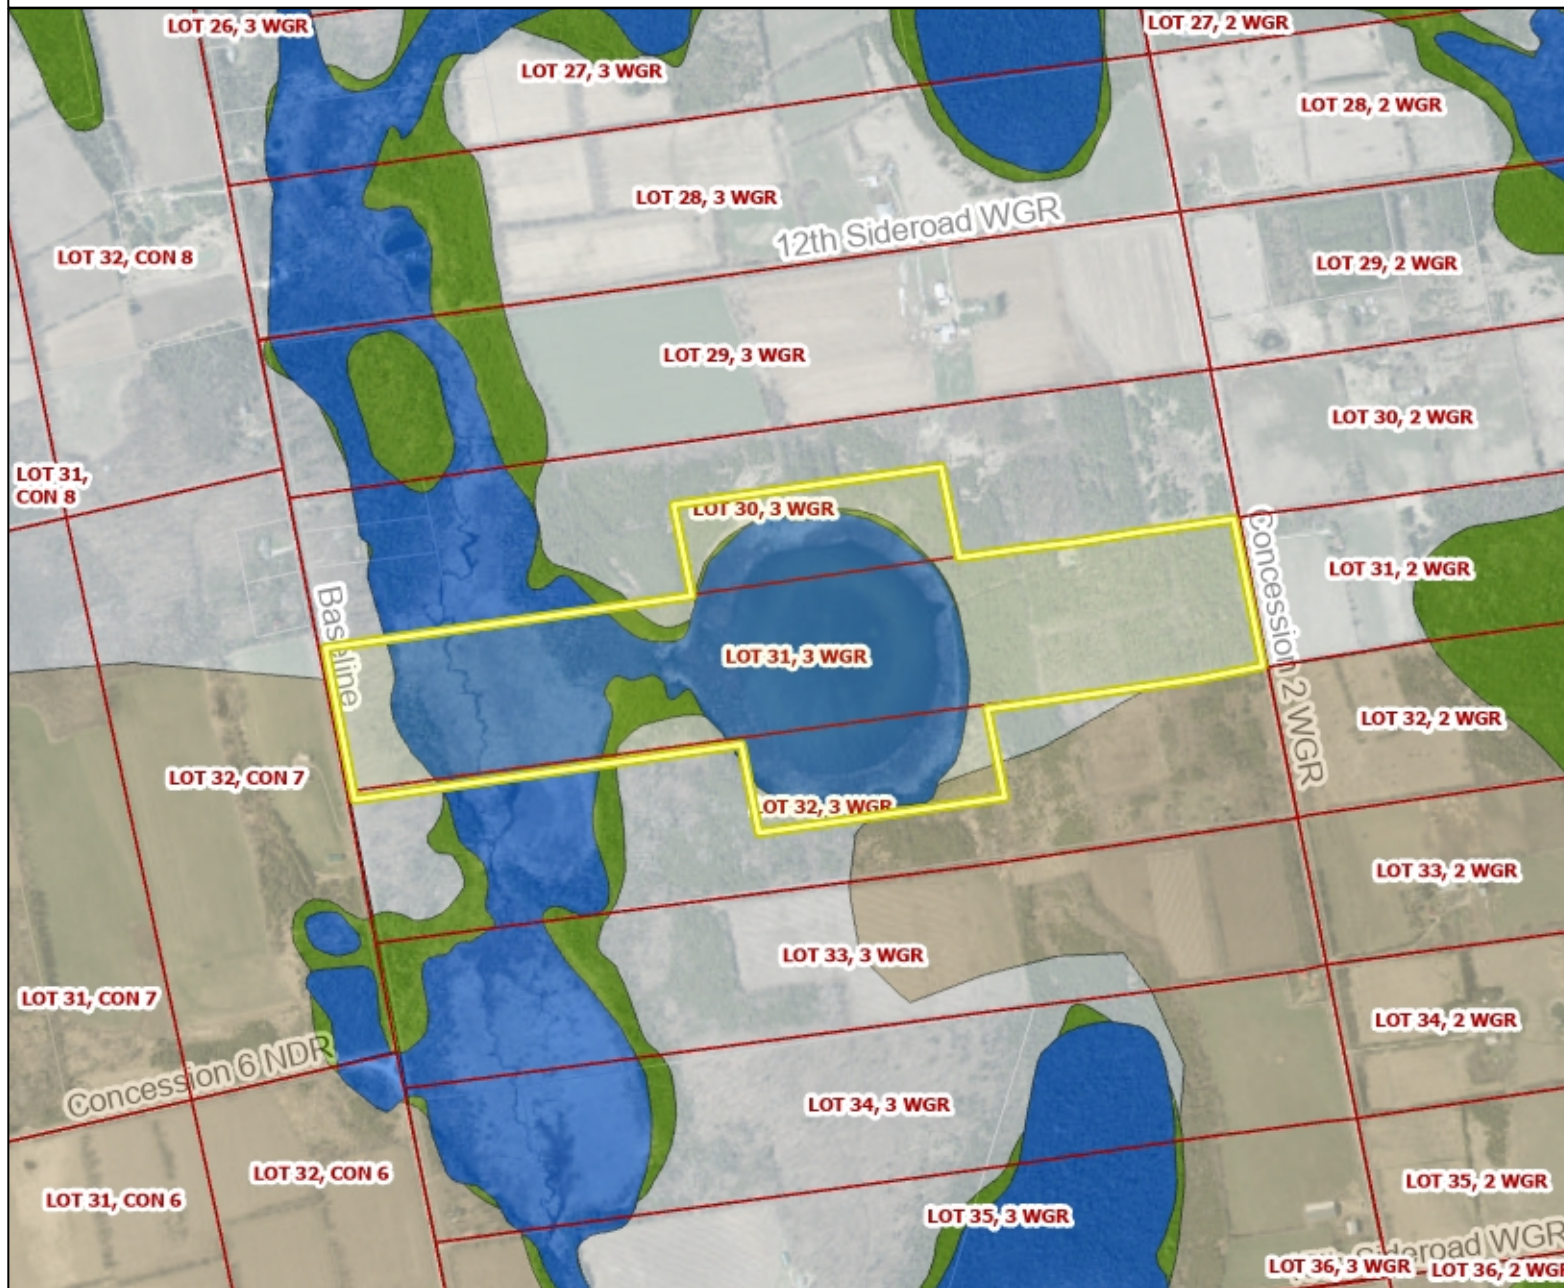 LOT 26, 3 WGR
LOT 27, 2 WGR
LOT 27, 3 WGR
LOT 28, 2 WGR
LOT 28, 3 WGR
12th Sideroad WGR
LOT 32, CON 8
LOT 29, 2 WGR
LOT 29, 3 WGR
LOT 30, 2 WGR
LOT 31,
CON 8
LOT 30, 3 WGR
Concession 2 WGR
LOT 31, 2 WGR
Baseline
LOT 31, 3 WGR
LOT 32, 2 WGR
LOT 32, CON 7
LOT 32, 3 WGR
LOT 33, 2 WGR
LOT 33, 3 WGR
LOT 31, CON 7
LOT 34, 2 WGR
Concession 6 NDR
LOT 34, 3 WGR
LOT 32, CON 6
LOT 35, 2 WGR
LOT 31, CON 6
LOT 35, 3 WGR
Sideroad WGR
LOT 36, 3 WGR
LOT 36, 2 WGR